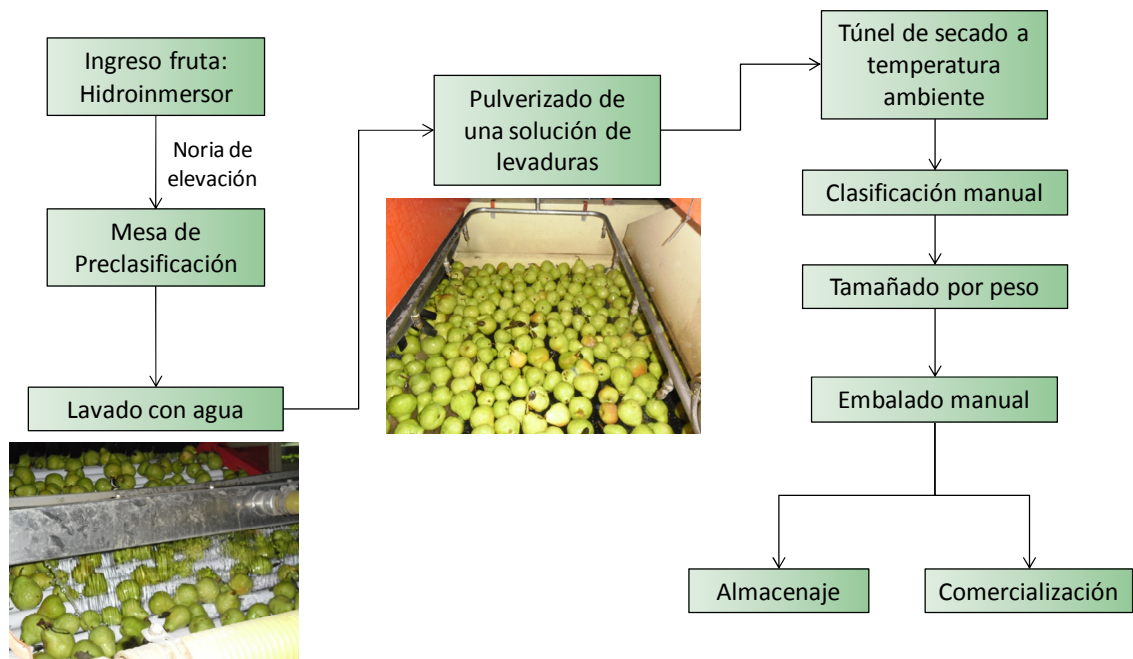 Ingreso fruta:
Hidroinmersor
Noria de
elevación
Mesa de
Preclasificación
Lavado con agua
Pulverizado de
una solución de
levaduras
Túnel de secado a
temperatura
ambiente
Clasificación manual
Tamañado por peso
Embalado manual
Almacenaje
Comercialización